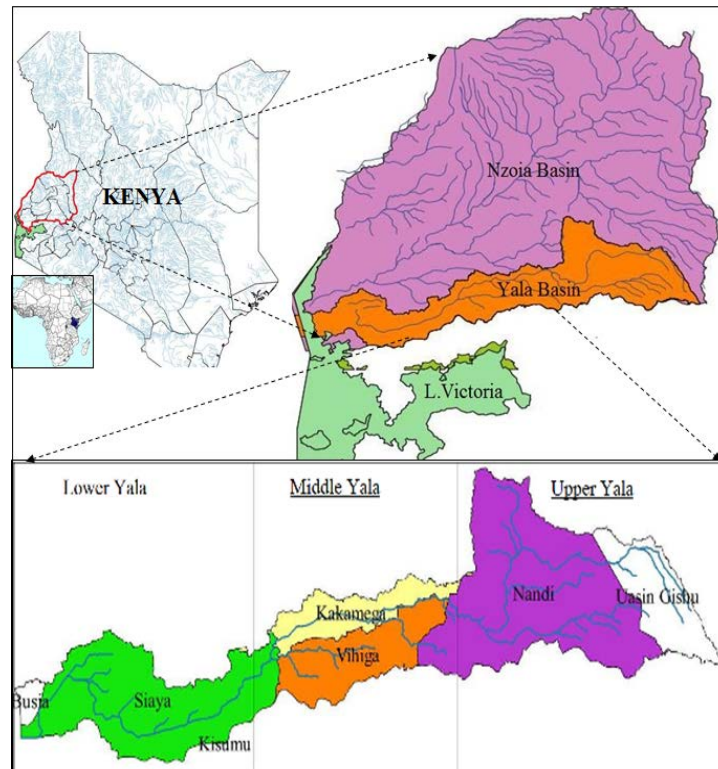 KENYA
Nzoia Basin
Yala Basin
L.Victoria
Lower Yala
Middle Yala
Upper Yala
Kakamega
Nandi
Uasin Gishu
Vihiga
Busia
Siaya
Kisumu